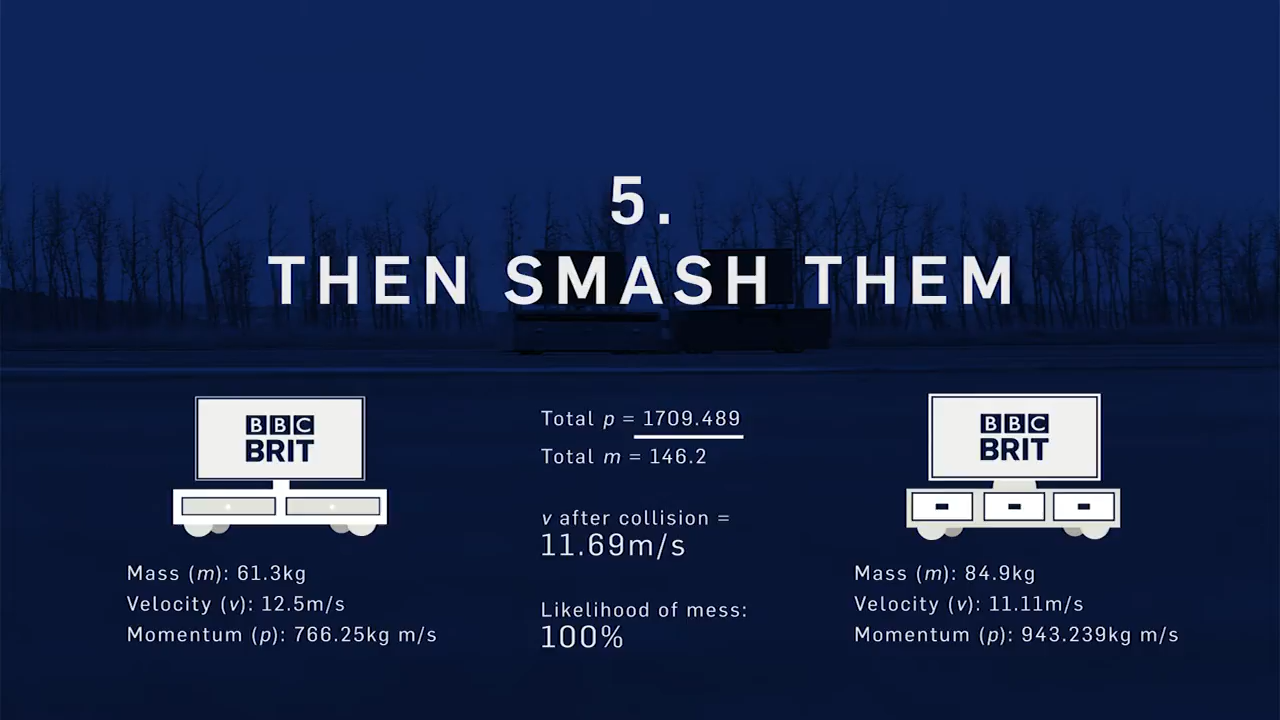 5.
THEN SMASH THEM
BBC
BRIT
Mass (m): 61.3kg
Velocity (v): 12.5m/s
Momentum (p): 766.25kg m/s
Total p = 1709.489
Total m = 146.2
v after collision =
11.69m/s
Likelihood of mess:
100%
BBC
BRIT
Mass (m): 84.9kg
Velocity (v): 11.11m/s
Momentum (p): 943.239kg m/s